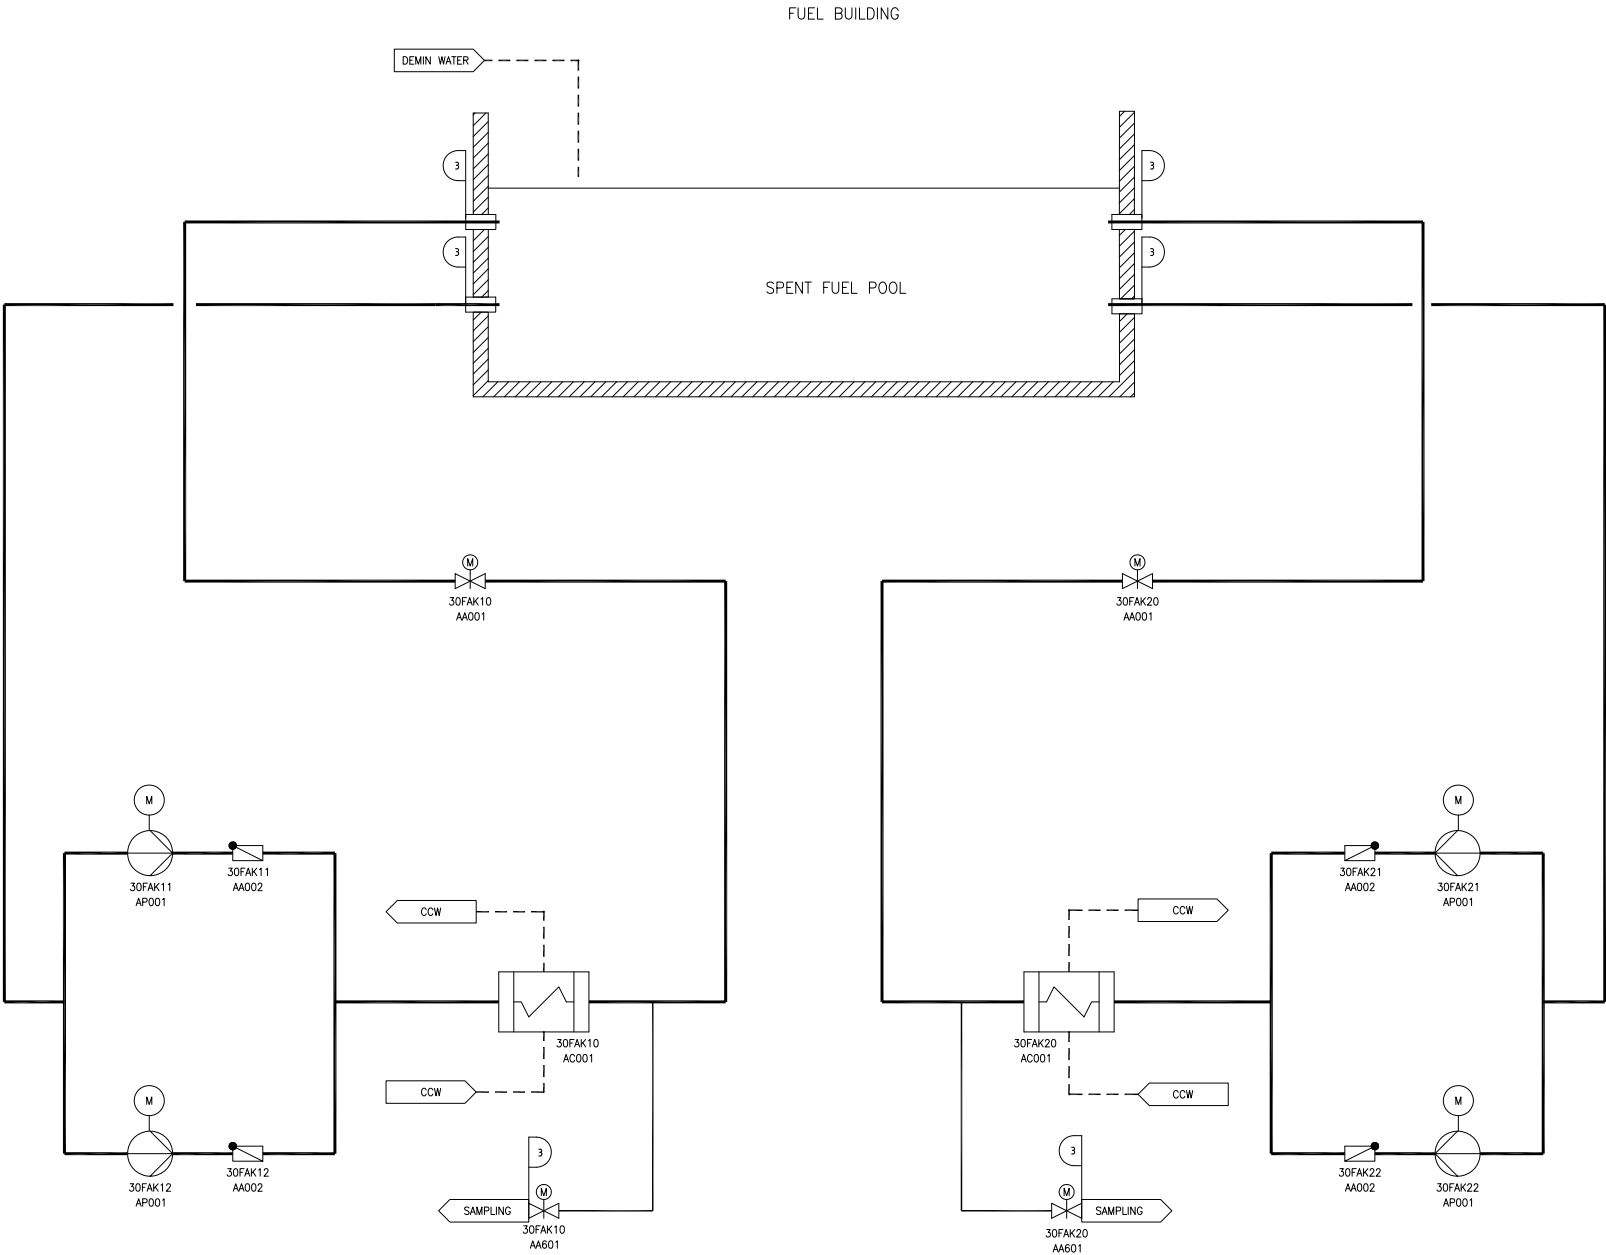 FUEL BUILDING
DEMIN WATER
3
3
3
3
SPENT FUEL POOL
M
30FAK10
AA001
M
30FAK20
AA001
M
30FAK11
AP001
30FAK11
AA002
30FAK21
AA002
M
30FAK21
AP001
CCW
CCW
30FAK10
AC001
30FAK20
AC001
CCW
CCW
M
30FAK12
AP001
30FAK12
AA002
30FAK22
AA002
M
30FAK22
AP001
3
3
SAMPLING
M
30FAK10
AA601
M
SAMPLING
30FAK20
AA601